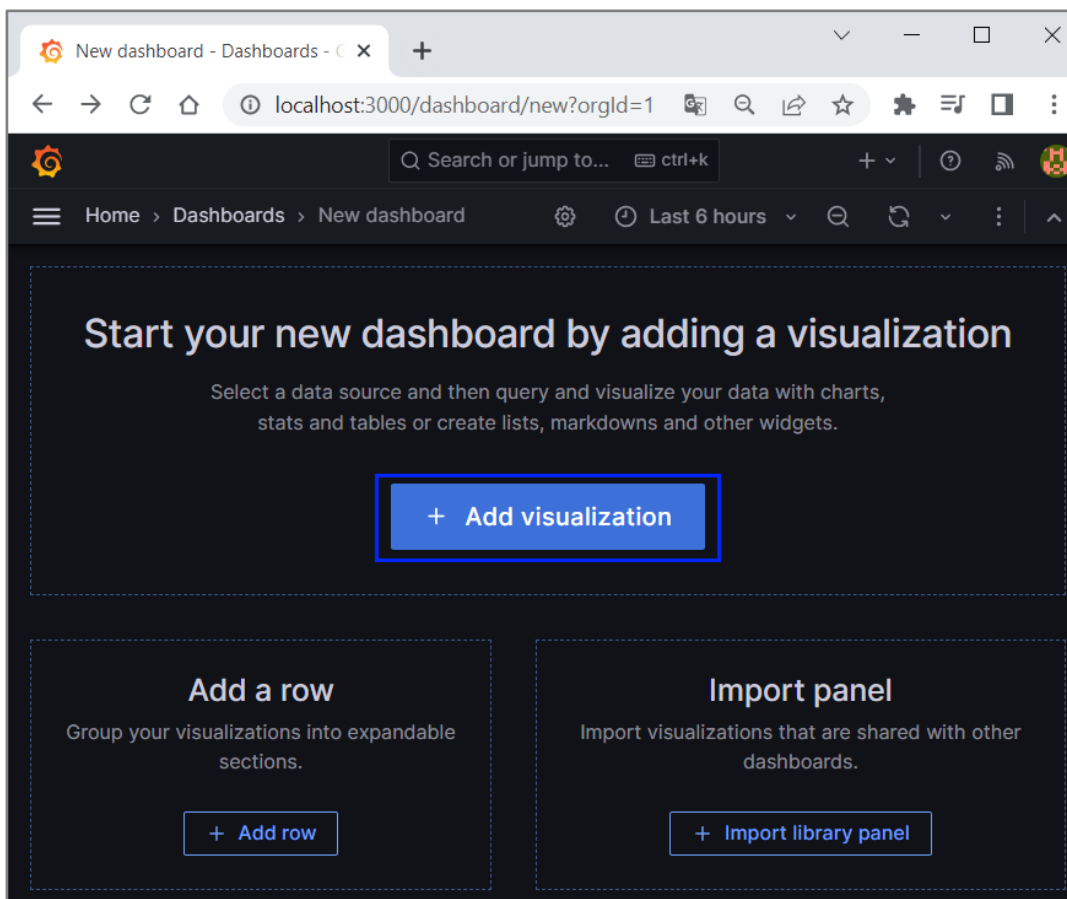 New dashboard - Dashboards -
localhost:3000/dashboard/new?orgId=1
Search or jump to... ctrl+k
Home › Dashboards › New dashboard Last 6 hours
Start your new dashboard by adding a visualization
Select a data source and then query and visualize your data with charts,
stats and tables or create lists, markdowns and other widgets.
+ Add visualization
Add a row
Group your visualizations into expandable
sections.
+ Add row
Import panel
Import visualizations that are shared with other
dashboards.
+ Import library panel